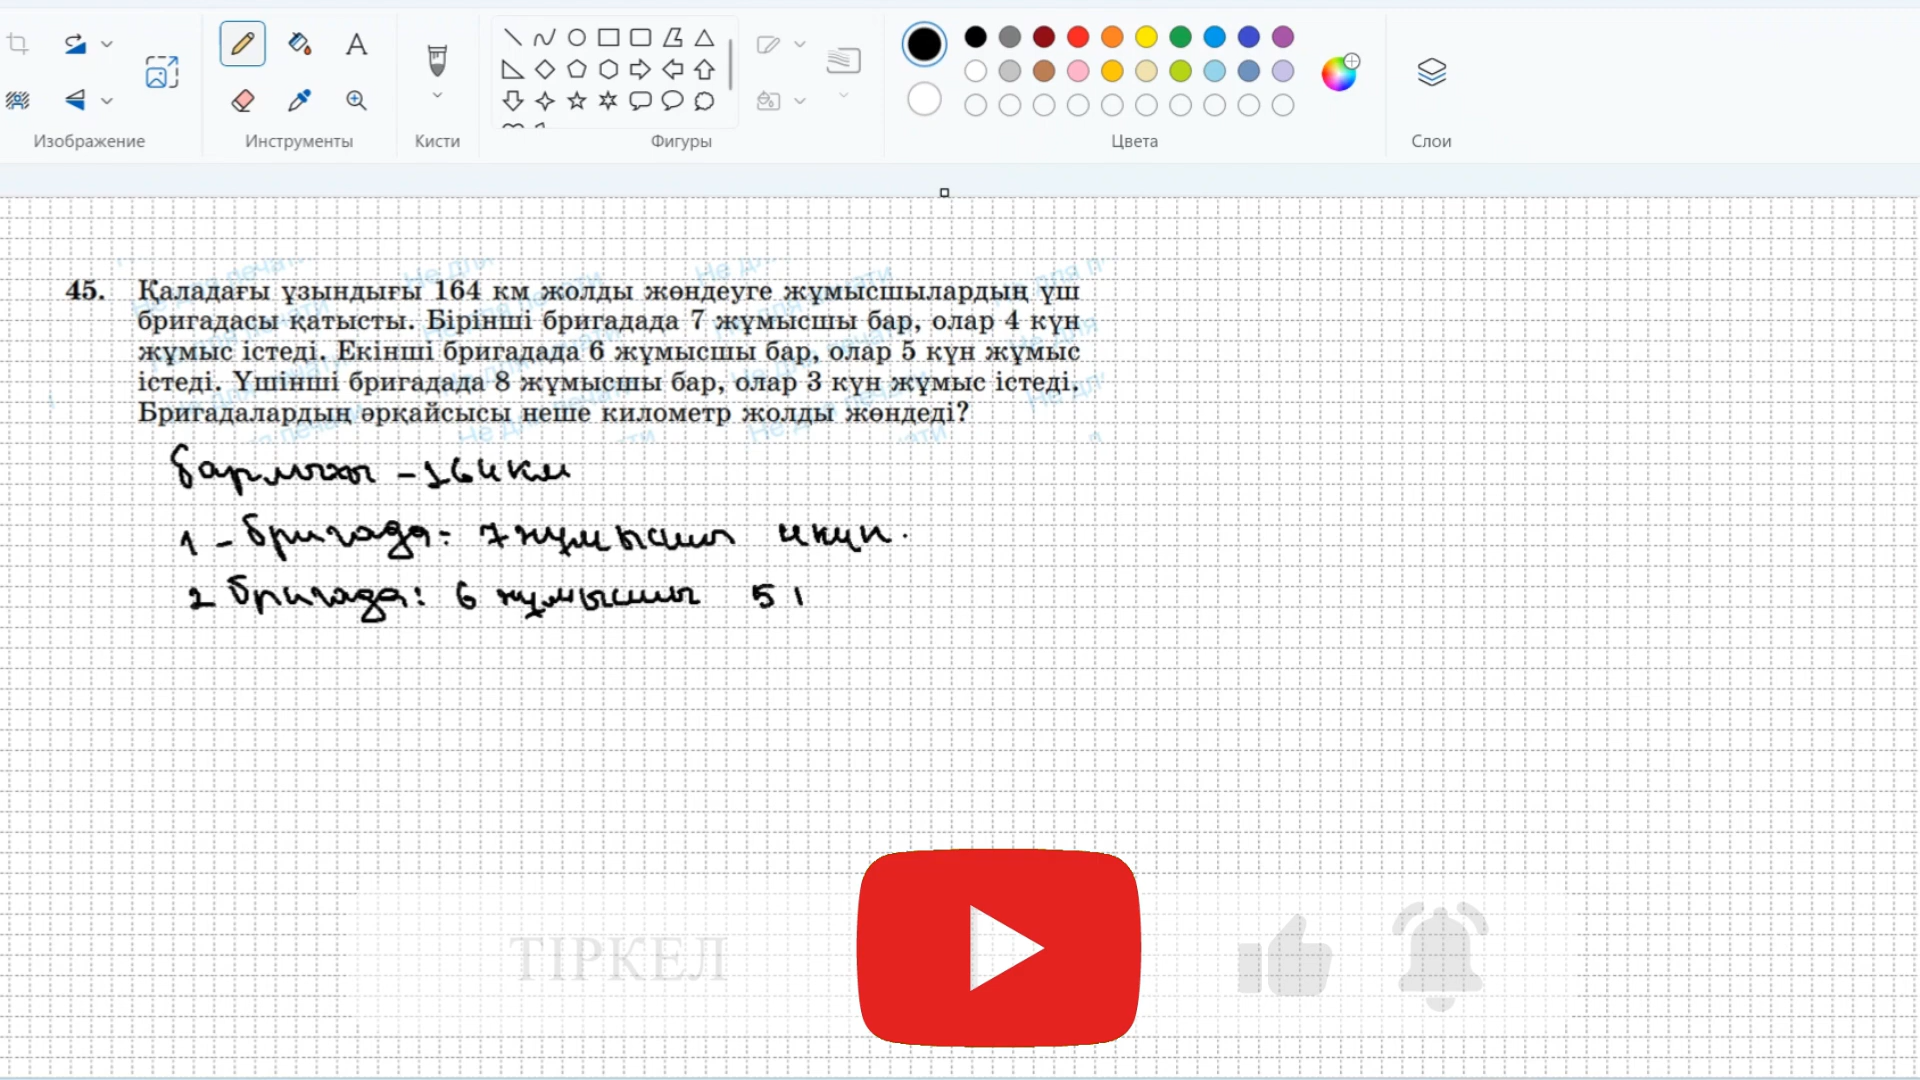 Изображение
Инструменты
Кисти
Фигуры
Цвета
Слои
45. Қаладағы ұзындығы 164 км жолды жөндеуге жұмысшылардың үш
бригадасы қатысты. Бірінші бригадада 7 жұмысшы бар, олар 4 күн
жұмыс істеді. Екінші бригадада 6 жұмысшы бар, олар 5 күн жұмыс
істеді. Үшінші бригадада 8 жұмысшы бар, олар 3 күн жұмыс істеді.
Бригадалардың әрқайсысы неше километр жолды жөндеді?
барлығы - 164км
1 - бригада: 7 жұмысшы 4 күн.
2 бригада: 6 жұмысшы 5
ТІРКЕЛ